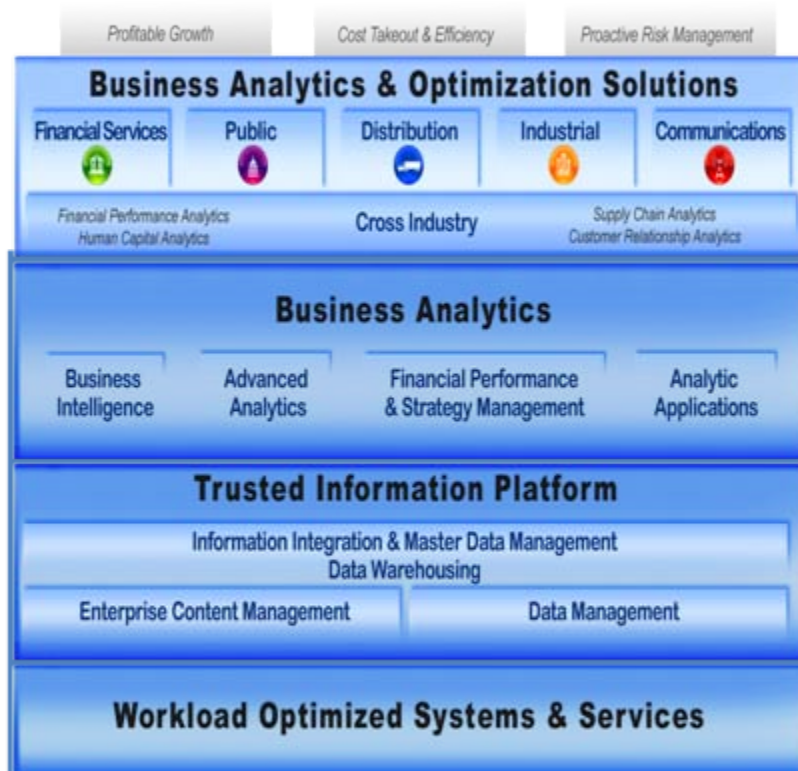 Profitable Growth
Cost Takeout & Efficiency
Proactive Risk Management
Business Analytics & Optimization Solutions
Financial Services
Public
Distribution
Industrial
Communications
Financial Performance Analytics
Human Capital Analytics
Cross Industry
Supply Chain Analytics
Customer Relationship Analytics
Business Analytics
Business
Intelligence
Advanced
Analytics
Financial Performance
& Strategy Management
Analytic
Applications
Trusted Information Platform
Information Integration & Master Data Management
Data Warehousing
Enterprise Content Management
Data Management
Workload Optimized Systems & Services